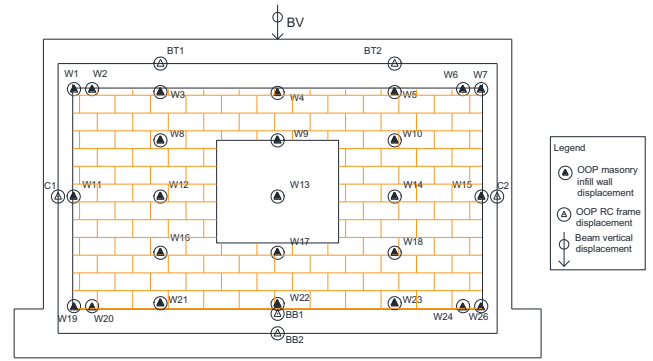 BV
BT1 BT2
W1 W2 W6 W7
W3 W4 W5
W8 W9 W10
Legend
OOP masonry
infill wall
displacement
C1 W11 W12 W13 W14 W15 C2
OOP RC frame
displacement
Beam vertical
displacement
W16 W17 W18
W21 W22 W23
W19 W20 BB1 W24 W26
BB2